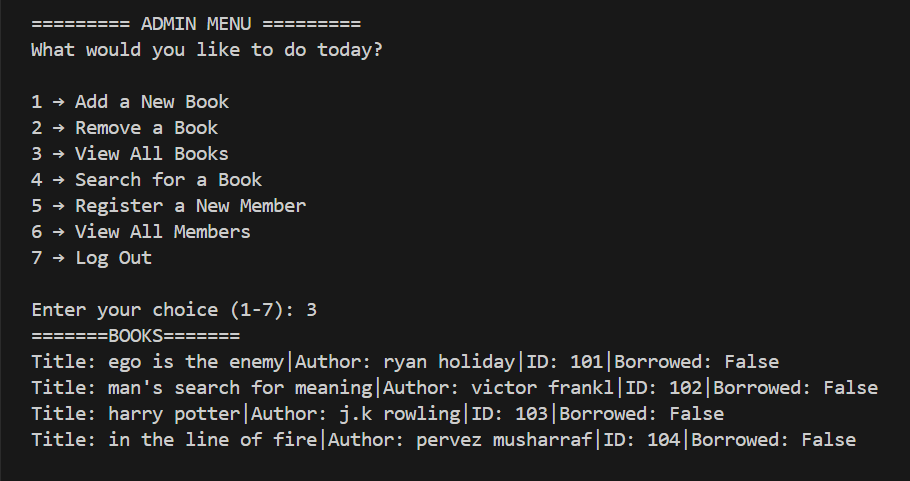 ========= ADMIN MENU =========
What would you like to do today?
1 → Add a New Book
2 → Remove a Book
3 → View All Books
4 → Search for a Book
5 → Register a New Member
6 → View All Members
7 → Log Out
Enter your choice (1-7): 3
=======BOOKS=======
Title: ego is the enemy|Author: ryan holiday|ID: 101|Borrowed: False
Title: man's search for meaning|Author: victor frankl|ID: 102|Borrowed: False
Title: harry potter|Author: j.k rowling|ID: 103|Borrowed: False
Title: in the line of fire|Author: pervez musharraf|ID: 104|Borrowed: False